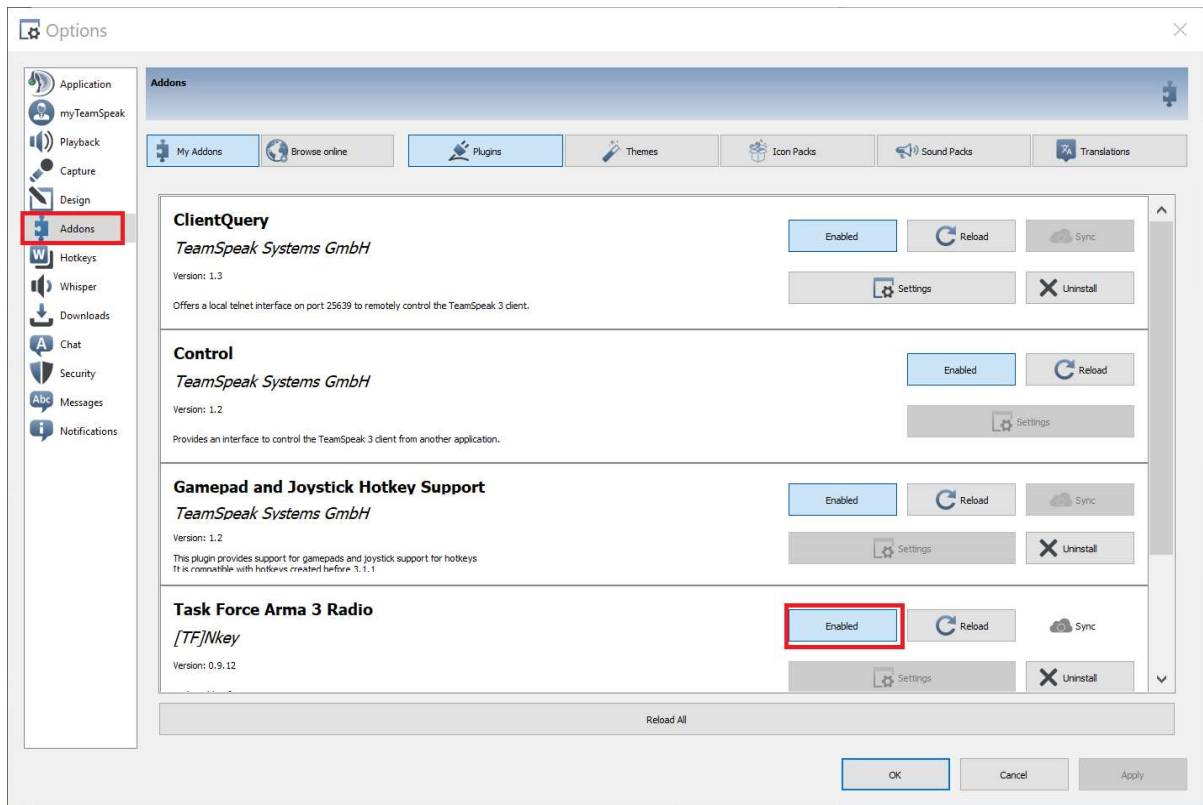 Options
Application
myTeamSpeak
Playback
Capture
Design
Addons
Hotkeys
Whisper
Downloads
Chat
Security
Messages
Notifications
Addons
My Addons
Browse online
Plugins
Themes
Icon Packs
Sound Packs
Translations
ClientQuery
TeamSpeak Systems GmbH
Version: 1.3
Offers a local telnet interface on port 25639 to remotely control the TeamSpeak 3 client.
Enabled
Reload
Sync
Settings
Uninstall
Control
TeamSpeak Systems GmbH
Version: 1.2
Provides an interface to control the TeamSpeak 3 client from another application.
Enabled
Reload
Settings
Gamepad and Joystick Hotkey Support
TeamSpeak Systems GmbH
Version: 1.2
This plugin provides support for gamepads and joystick support for hotkeys
It is compatible with hotkeys created before 3.1.1
Enabled
Reload
Sync
Settings
Uninstall
Task Force Arma 3 Radio
[TF]Nkey
Version: 0.9.12
Enabled
Reload
Sync
Settings
Uninstall
Reload All
OK
Cancel
Apply